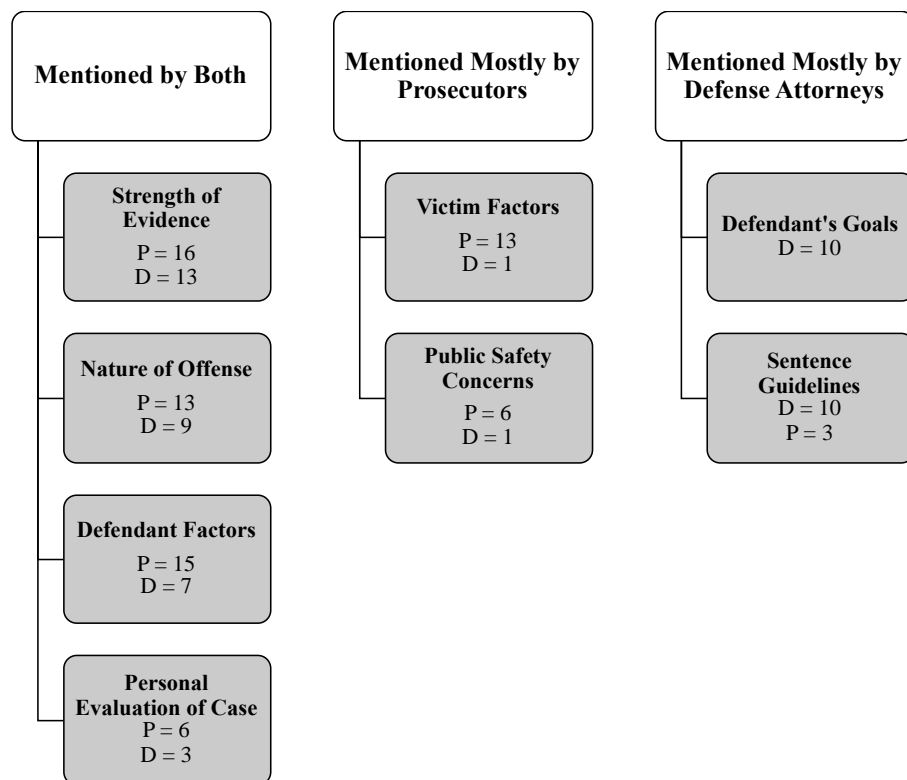 Mentioned by Both
Strength of
Evidence
P = 16
D = 13
Nature of Offense
P = 13
D = 9
Defendant Factors
P = 15
D = 7
Personal
Evaluation of Case
P = 6
D = 3
Mentioned Mostly by
Prosecutors
Victim Factors
P = 13
D = 1
Public Safety
Concerns
P = 6
D = 1
Mentioned Mostly by
Defense Attorneys
Defendant's Goals
D = 10
Sentence
Guidelines
D = 10
P = 3